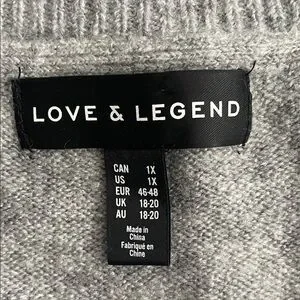 LOVE & LEGEND
CAN 1X
US 1X
EUR 46-48
UK 18-20
AU 18-20
Made in
China
Fabriqué en
Chine